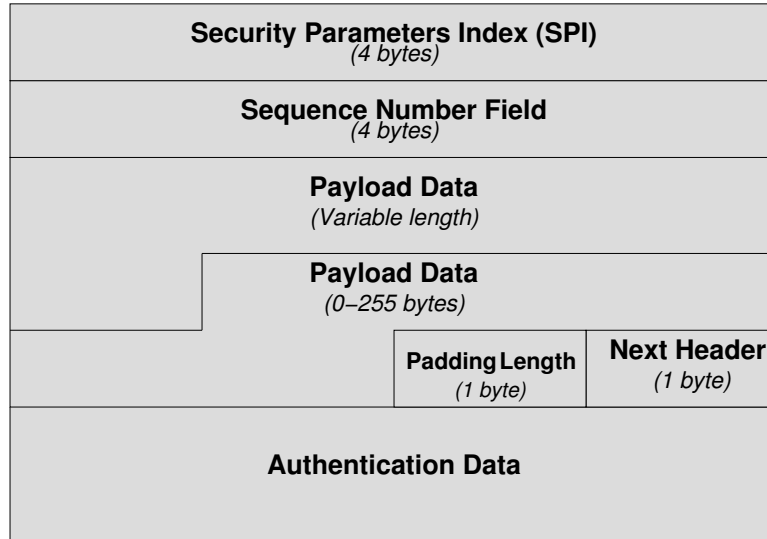 Security Parameters Index (SPI)
(4 bytes)
Sequence Number Field
(4 bytes)
Payload Data
(Variable length)
Payload Data
(0–255 bytes)
Padding Length
(1 byte)
Next Header
(1 byte)
Authentication Data